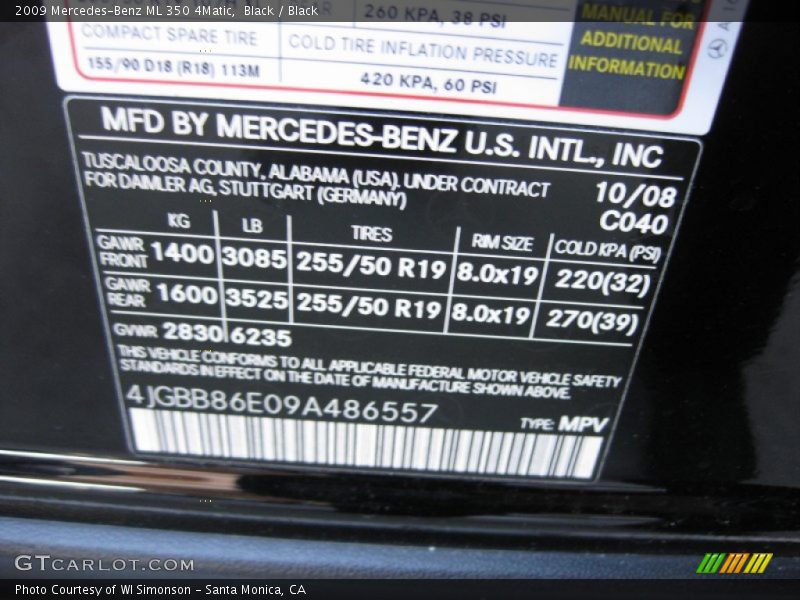 2009 Mercedes-Benz ML 350 4Matic, Black / Black
260 KPA, 38 PSI
MANUAL FOR
COMPACT SPARE TIRE
COLD TIRE INFLATION PRESSURE
ADDITIONAL
155/90 D18 (R18) 113M
420 KPA, 60 PSI
INFORMATION
MFD BY MERCEDES-BENZ U.S. INTL., INC
TUSCALOOSA COUNTY, ALABAMA (USA). UNDER CONTRACT
10/08
FOR DAIMLER AG, STUTTGART (GERMANY)
C040
KG LB TIRES RIM SIZE COLD KPA (PSI)
GAWR FRONT 1400 3085 255/50 R19 8.0x19 220(32)
GAWR REAR 1600 3525 255/50 R19 8.0x19 270(39)
GVWR 2830 6235
THIS VEHICLE CONFORMS TO ALL APPLICABLE FEDERAL MOTOR VEHICLE SAFETY
STANDARDS IN EFFECT ON THE DATE OF MANUFACTURE SHOWN ABOVE.
4JGBB86E09A486557
TYPE: MPV
GTCARLOT.COM
Photo Courtesy of WI Simonson - Santa Monica, CA